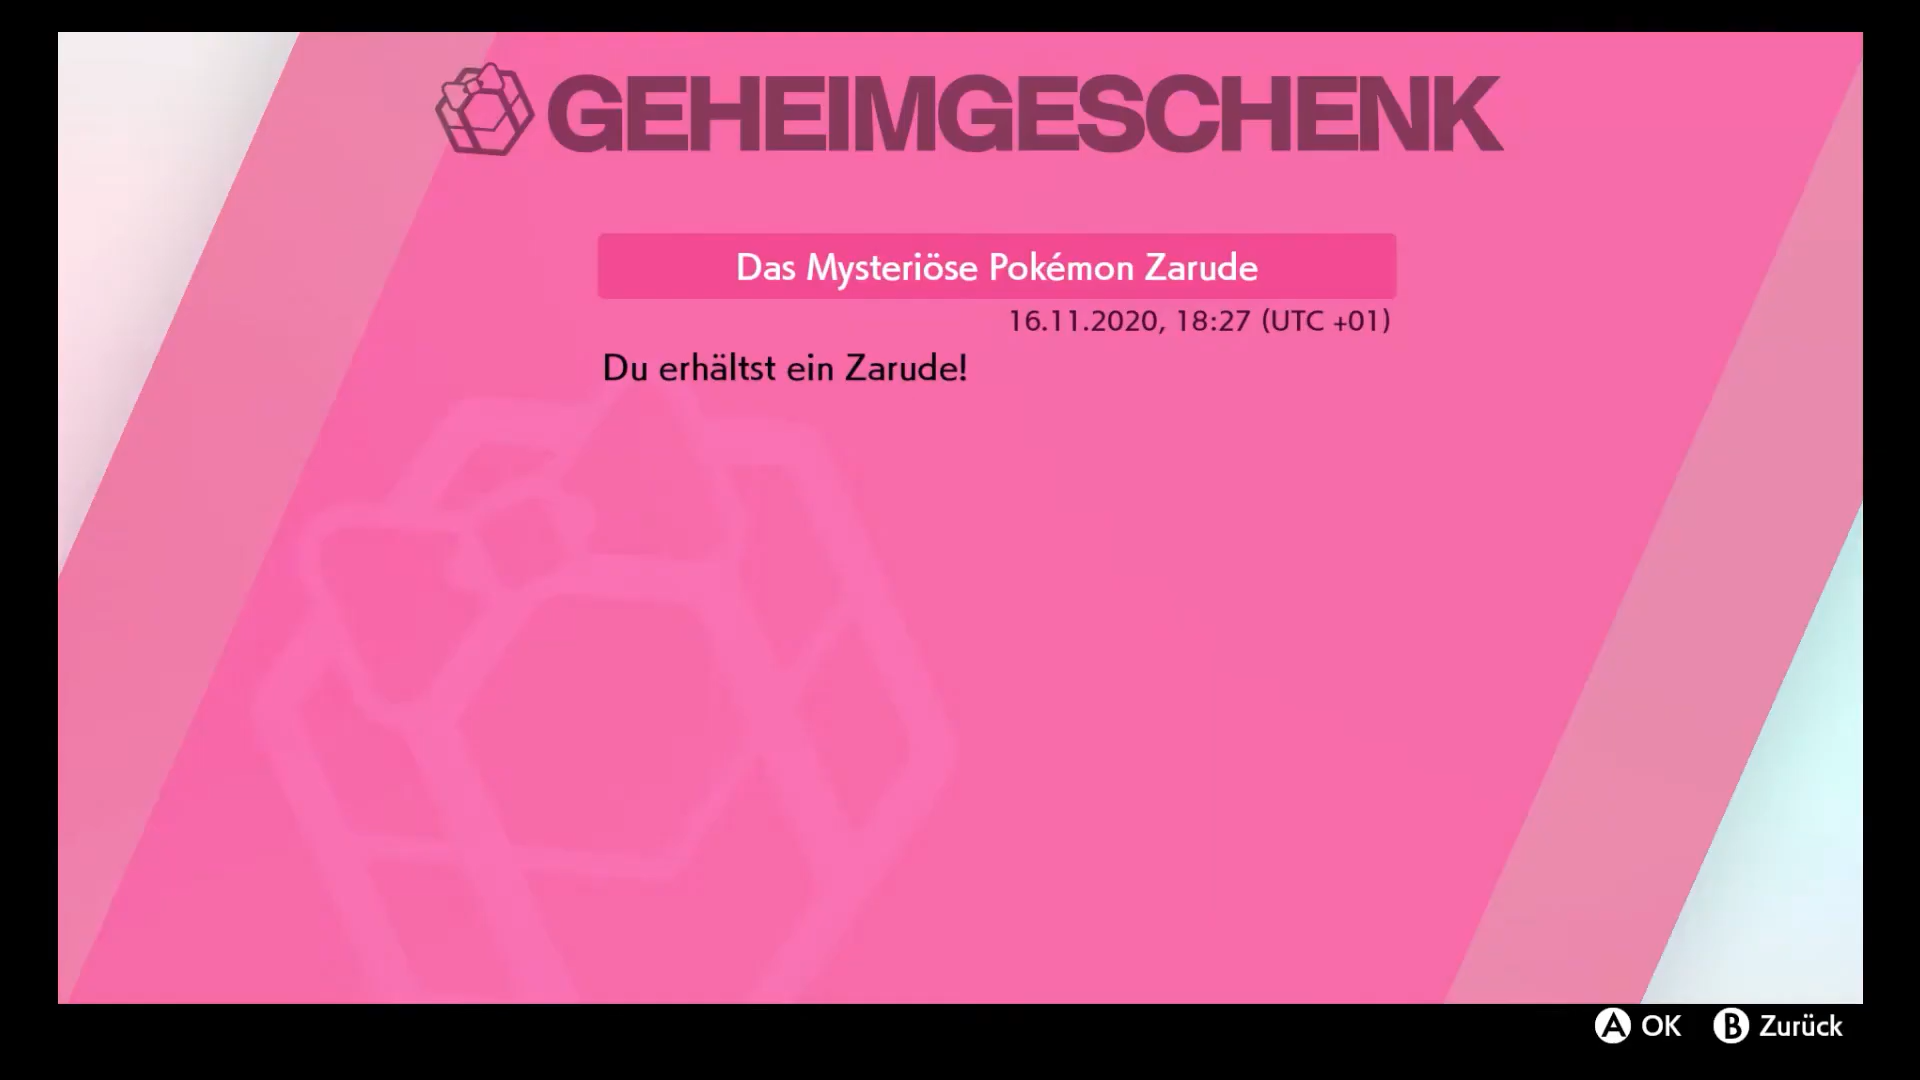 GEHEIMGESCHENK
Das Mysteriöse Pokémon Zarude
16.11.2020, 18:27 (UTC +01)
Du erhältst ein Zarude!
A OK B Zurück